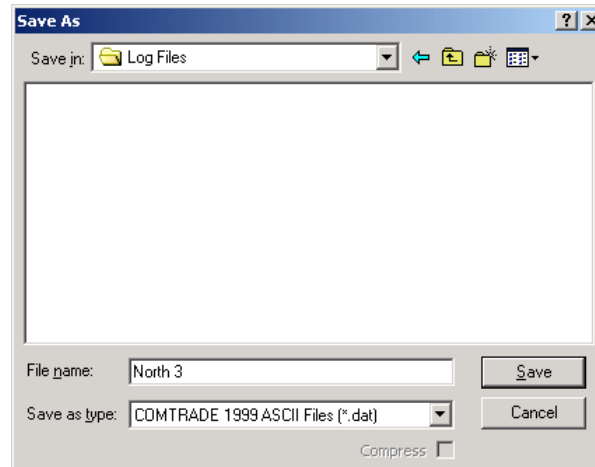 Save As
Save in: Log Files
File name: North 3 Save
Save as type: COMTRADE 1999 ASCII Files (*.dat) Cancel
Compress